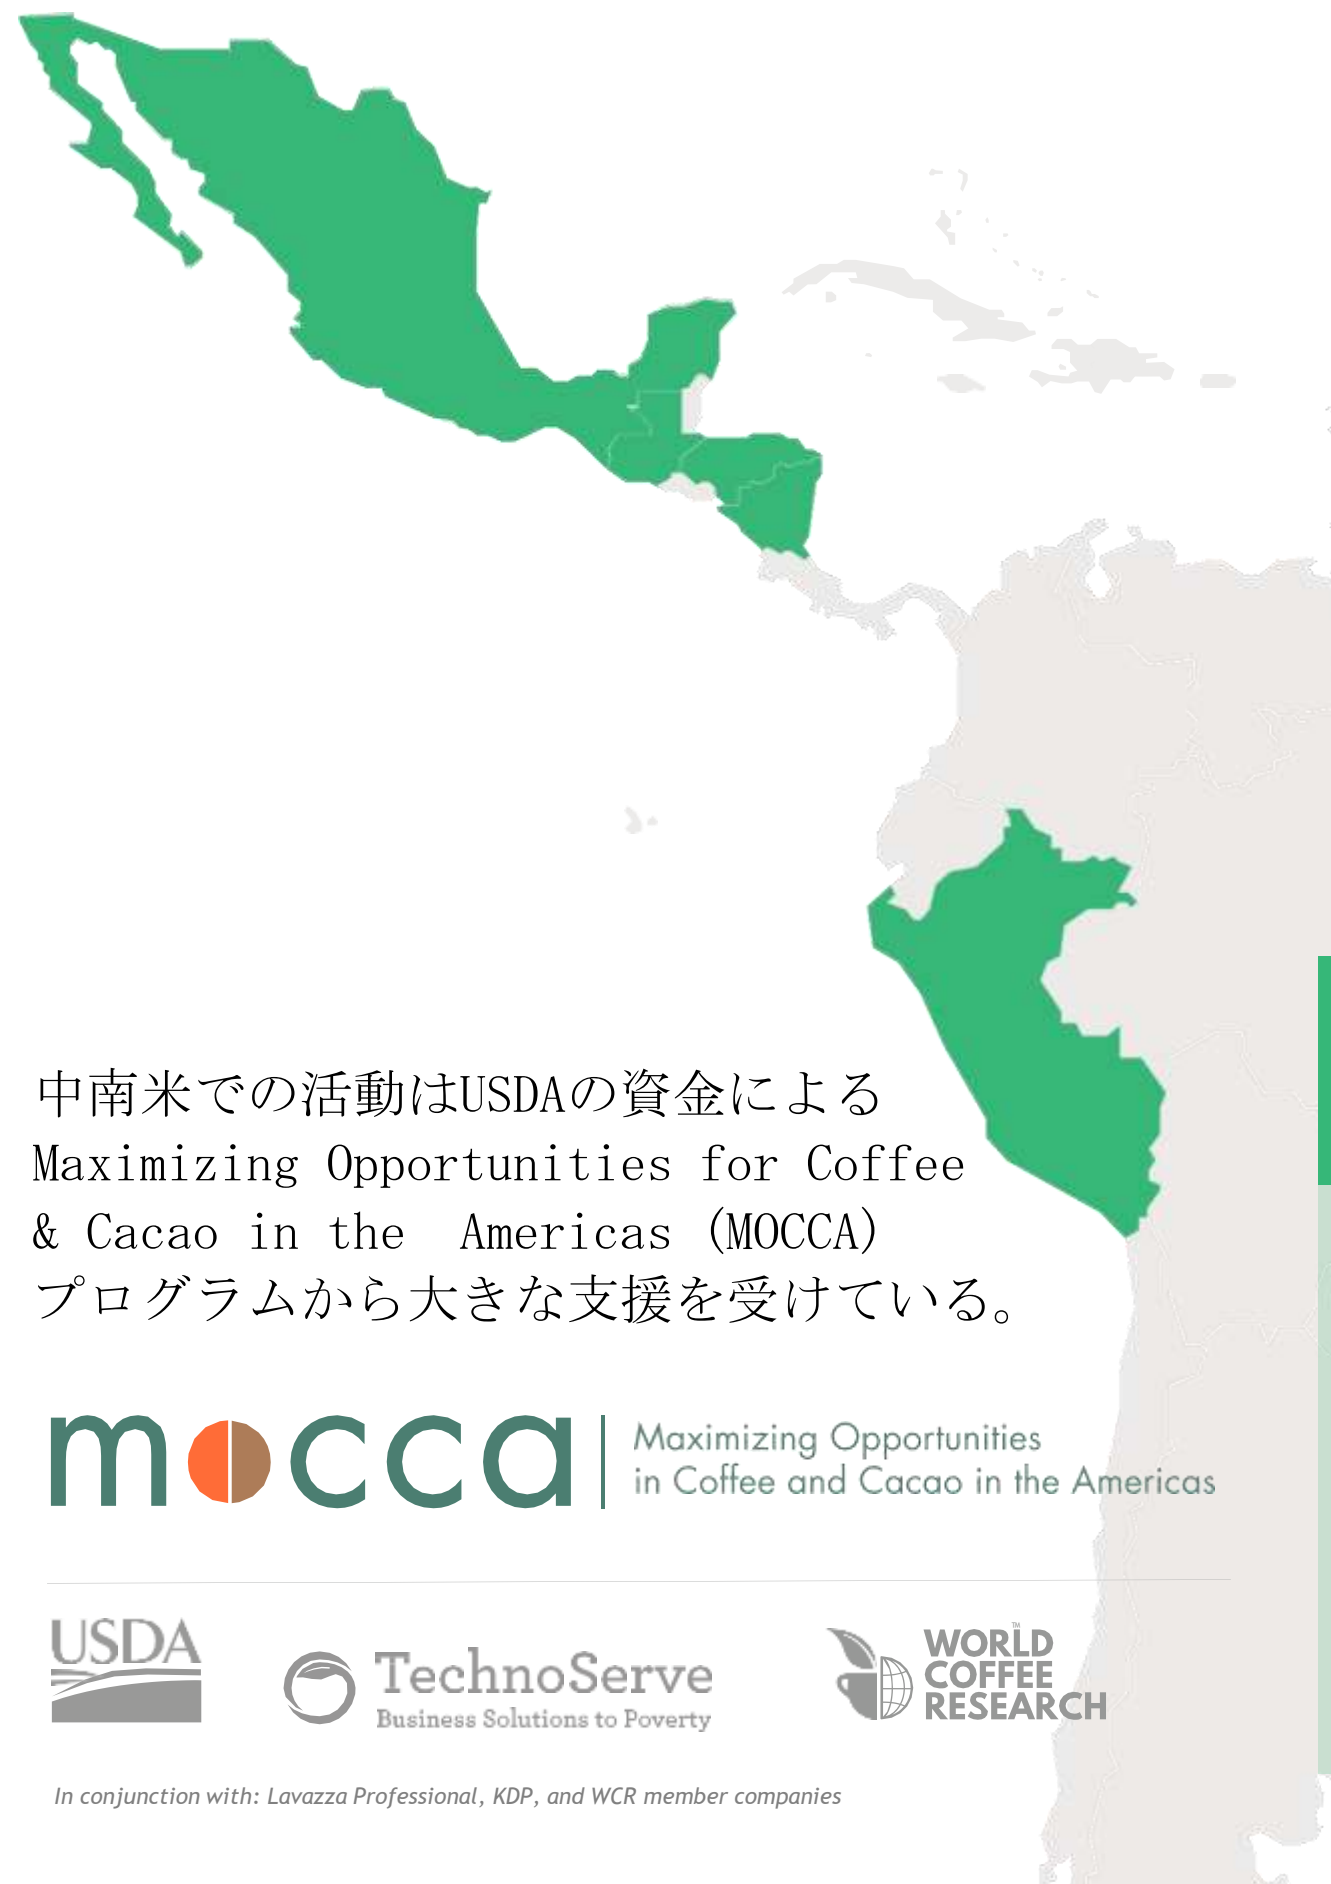 中南米での活動はUSDAの資金による
Maximizing Opportunities for Coffee
& Cacao in the Americas (MOCCA)
プログラムから大きな支援を受けている。
mocca
Maximizing Opportunities
in Coffee and Cacao in the Americas
USDA
TechnoServe
Business Solutions to Poverty
WORLD
COFFEE
RESEARCH
TM
In conjunction with: Lavazza Professional, KDP, and WCR member companies